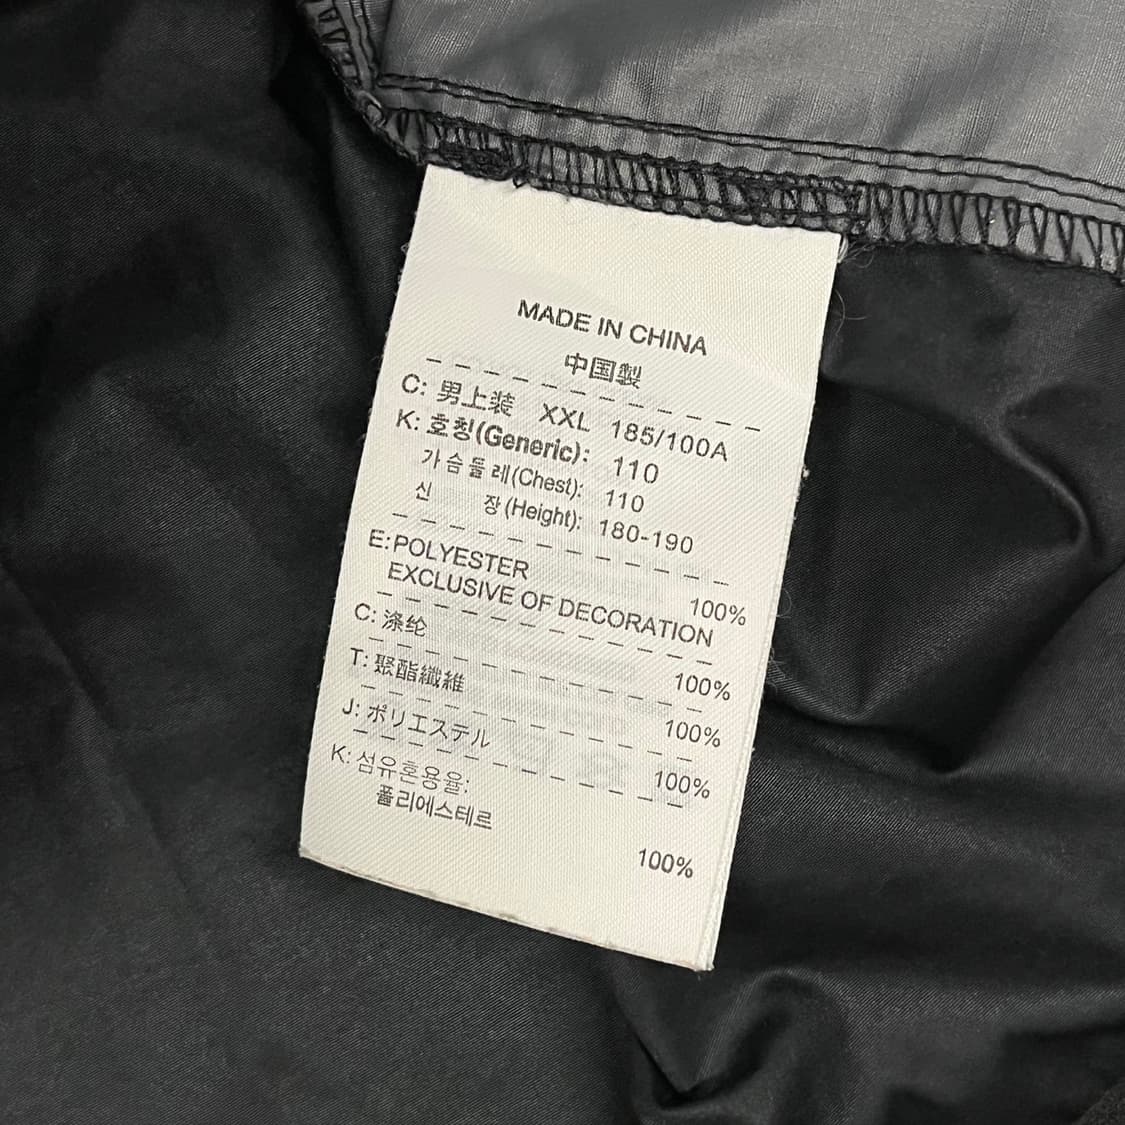 MADE IN CHINA
中国製
C: 男上装 XXL 185/100A
K: 호칭(Generic): 110
가슴둘레(Chest): 110
신 장(Height): 180-190
E:POLYESTER 100%
EXCLUSIVE OF DECORATION
C: 涤纶 100%
T: 聚酯纖維 100%
J: ポリエステル 100%
K: 섬유혼용율:
폴리에스테르 100%